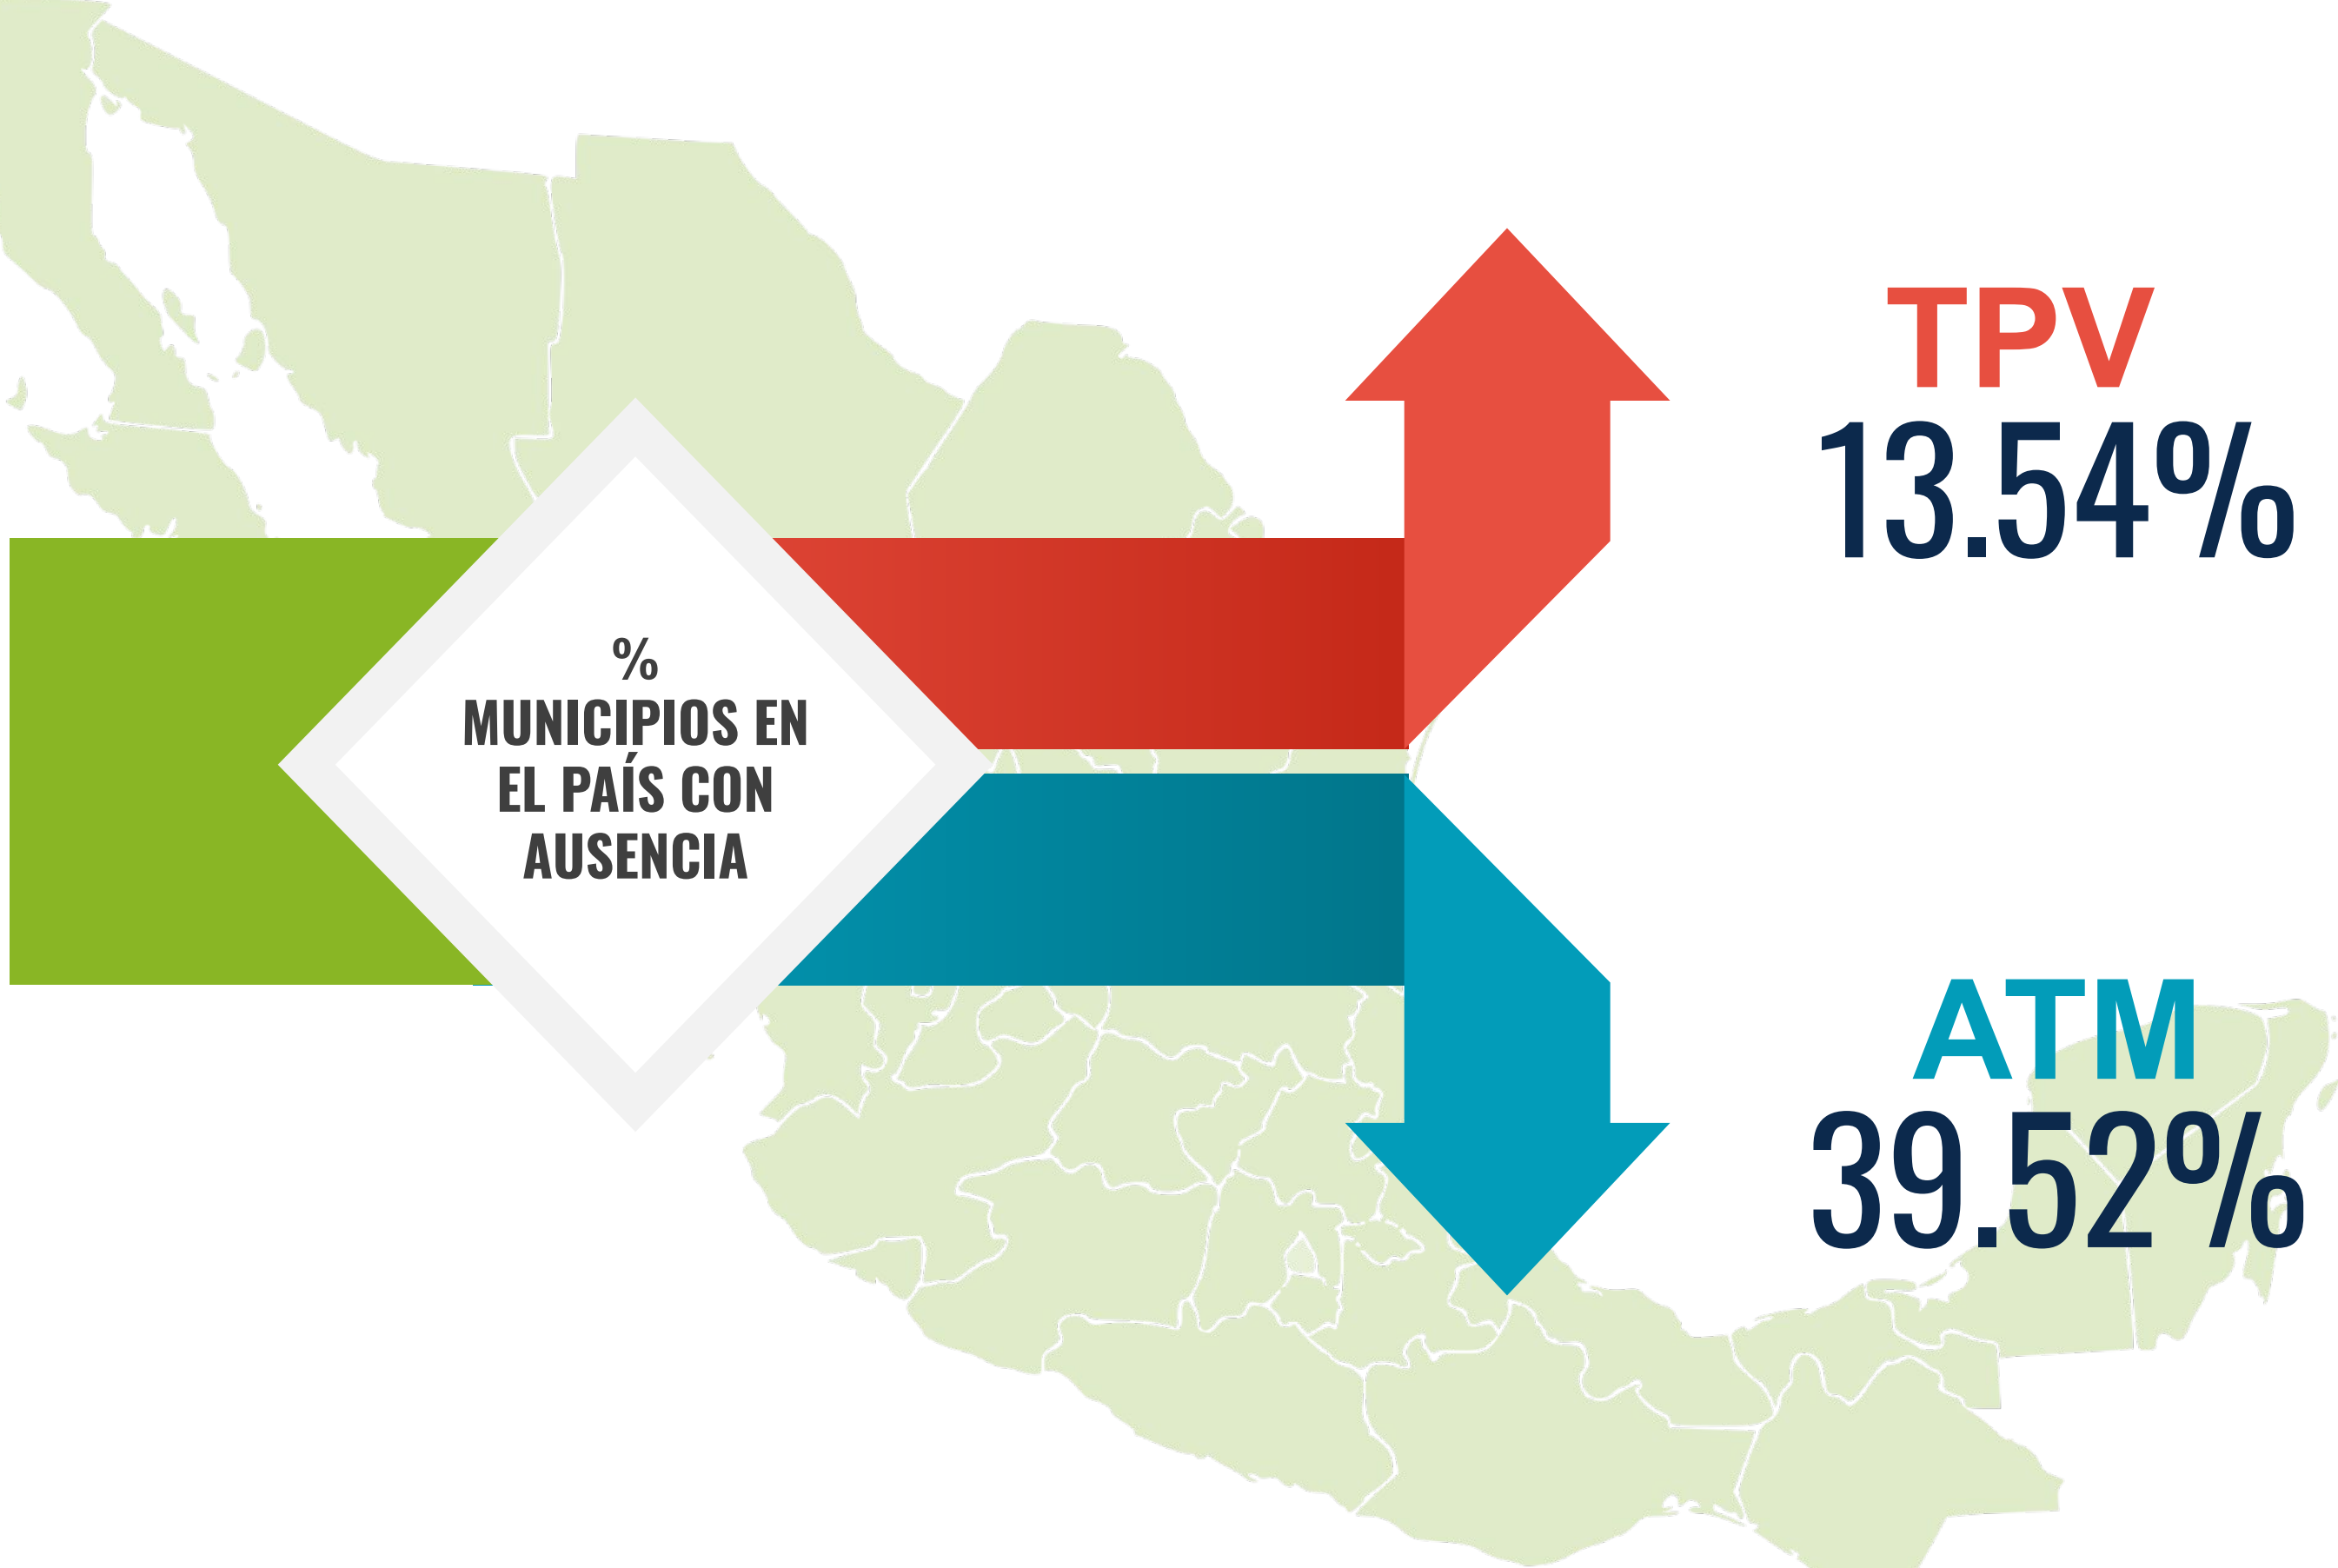 %
MUNICIPIOS EN
EL PAÍS CON
AUSENCIA
TPV
13.54%
ATM
39.52%